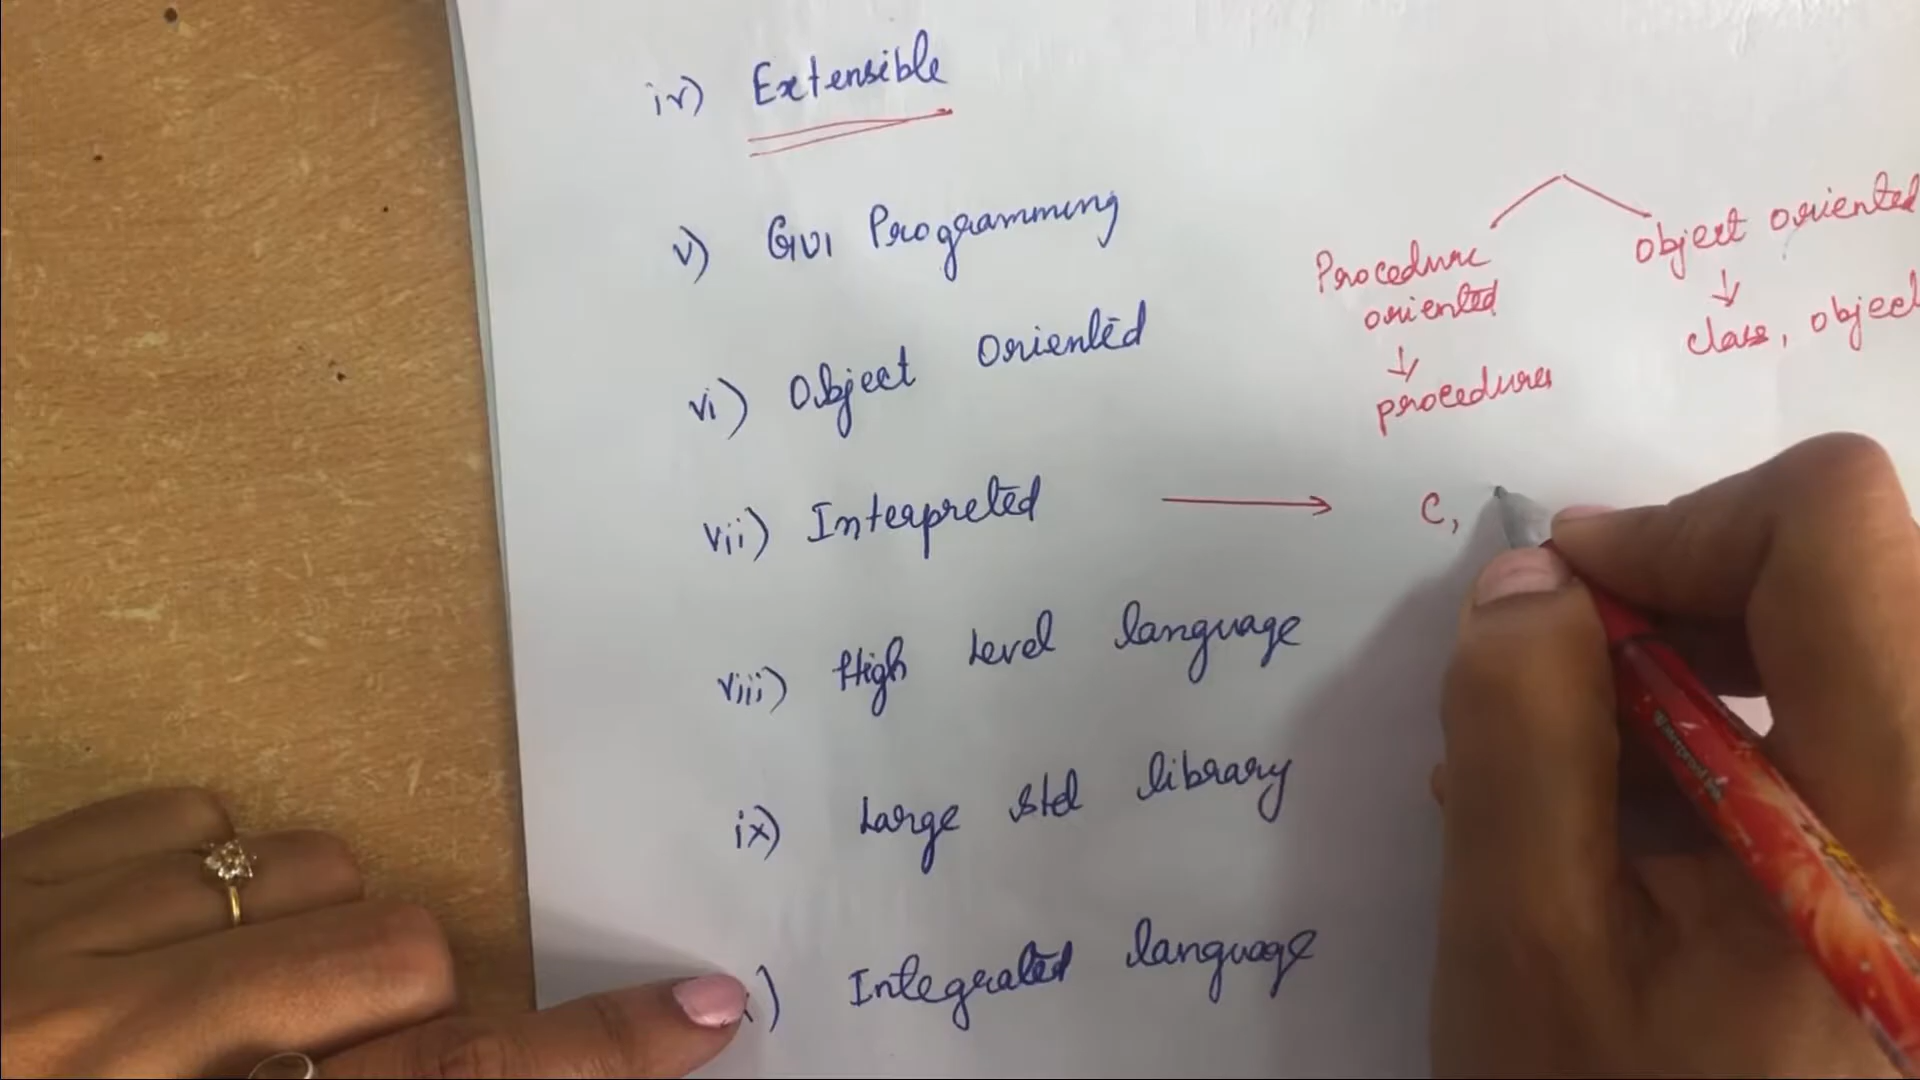 iv) Extensible
v) GUI Programming
vi) Object Oriented
vii) Interpreted
viii) High Level language
ix) Large std library
) Integrated language
Procedure
oriented
procedures
object oriented
class, object
C,